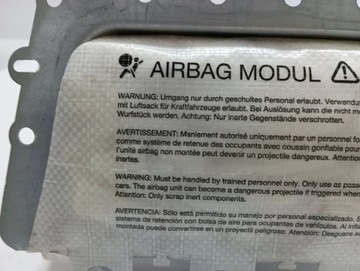 AIRBAG MODUL
WARNUNG: Umgang nur durch geschultes Personal erlaubt. Verwendu
mit Luftsack für Kraftfahrzeuge erlaubt. Bei Auslösung kann die nicht mo
Wurfstück werden. Achtung: Nur inerte Gegenstände verschrotten.
AVERTISSEMENT: Maniement autorisé uniquement par un personnel fo
comme système de retenue des occupants avec coussin gonflable pour
l'unité airbag non montée peut devenir un projectile dangereux. Attentio
inertes.
WARNING: Must be handled by trained personnel only. Only use as pass
cars. The airbag unit can become a dangerous projectile if triggered when
Attention: Only scrap inert components.
AVERTENCIA: Sólo está permitido su manejo por personal especializado. S
sistema de retención con bolsa de aire para ocupantes de vehículos. Al
montada puede convertirse en un proyectil peligroso. Atención: Desguace